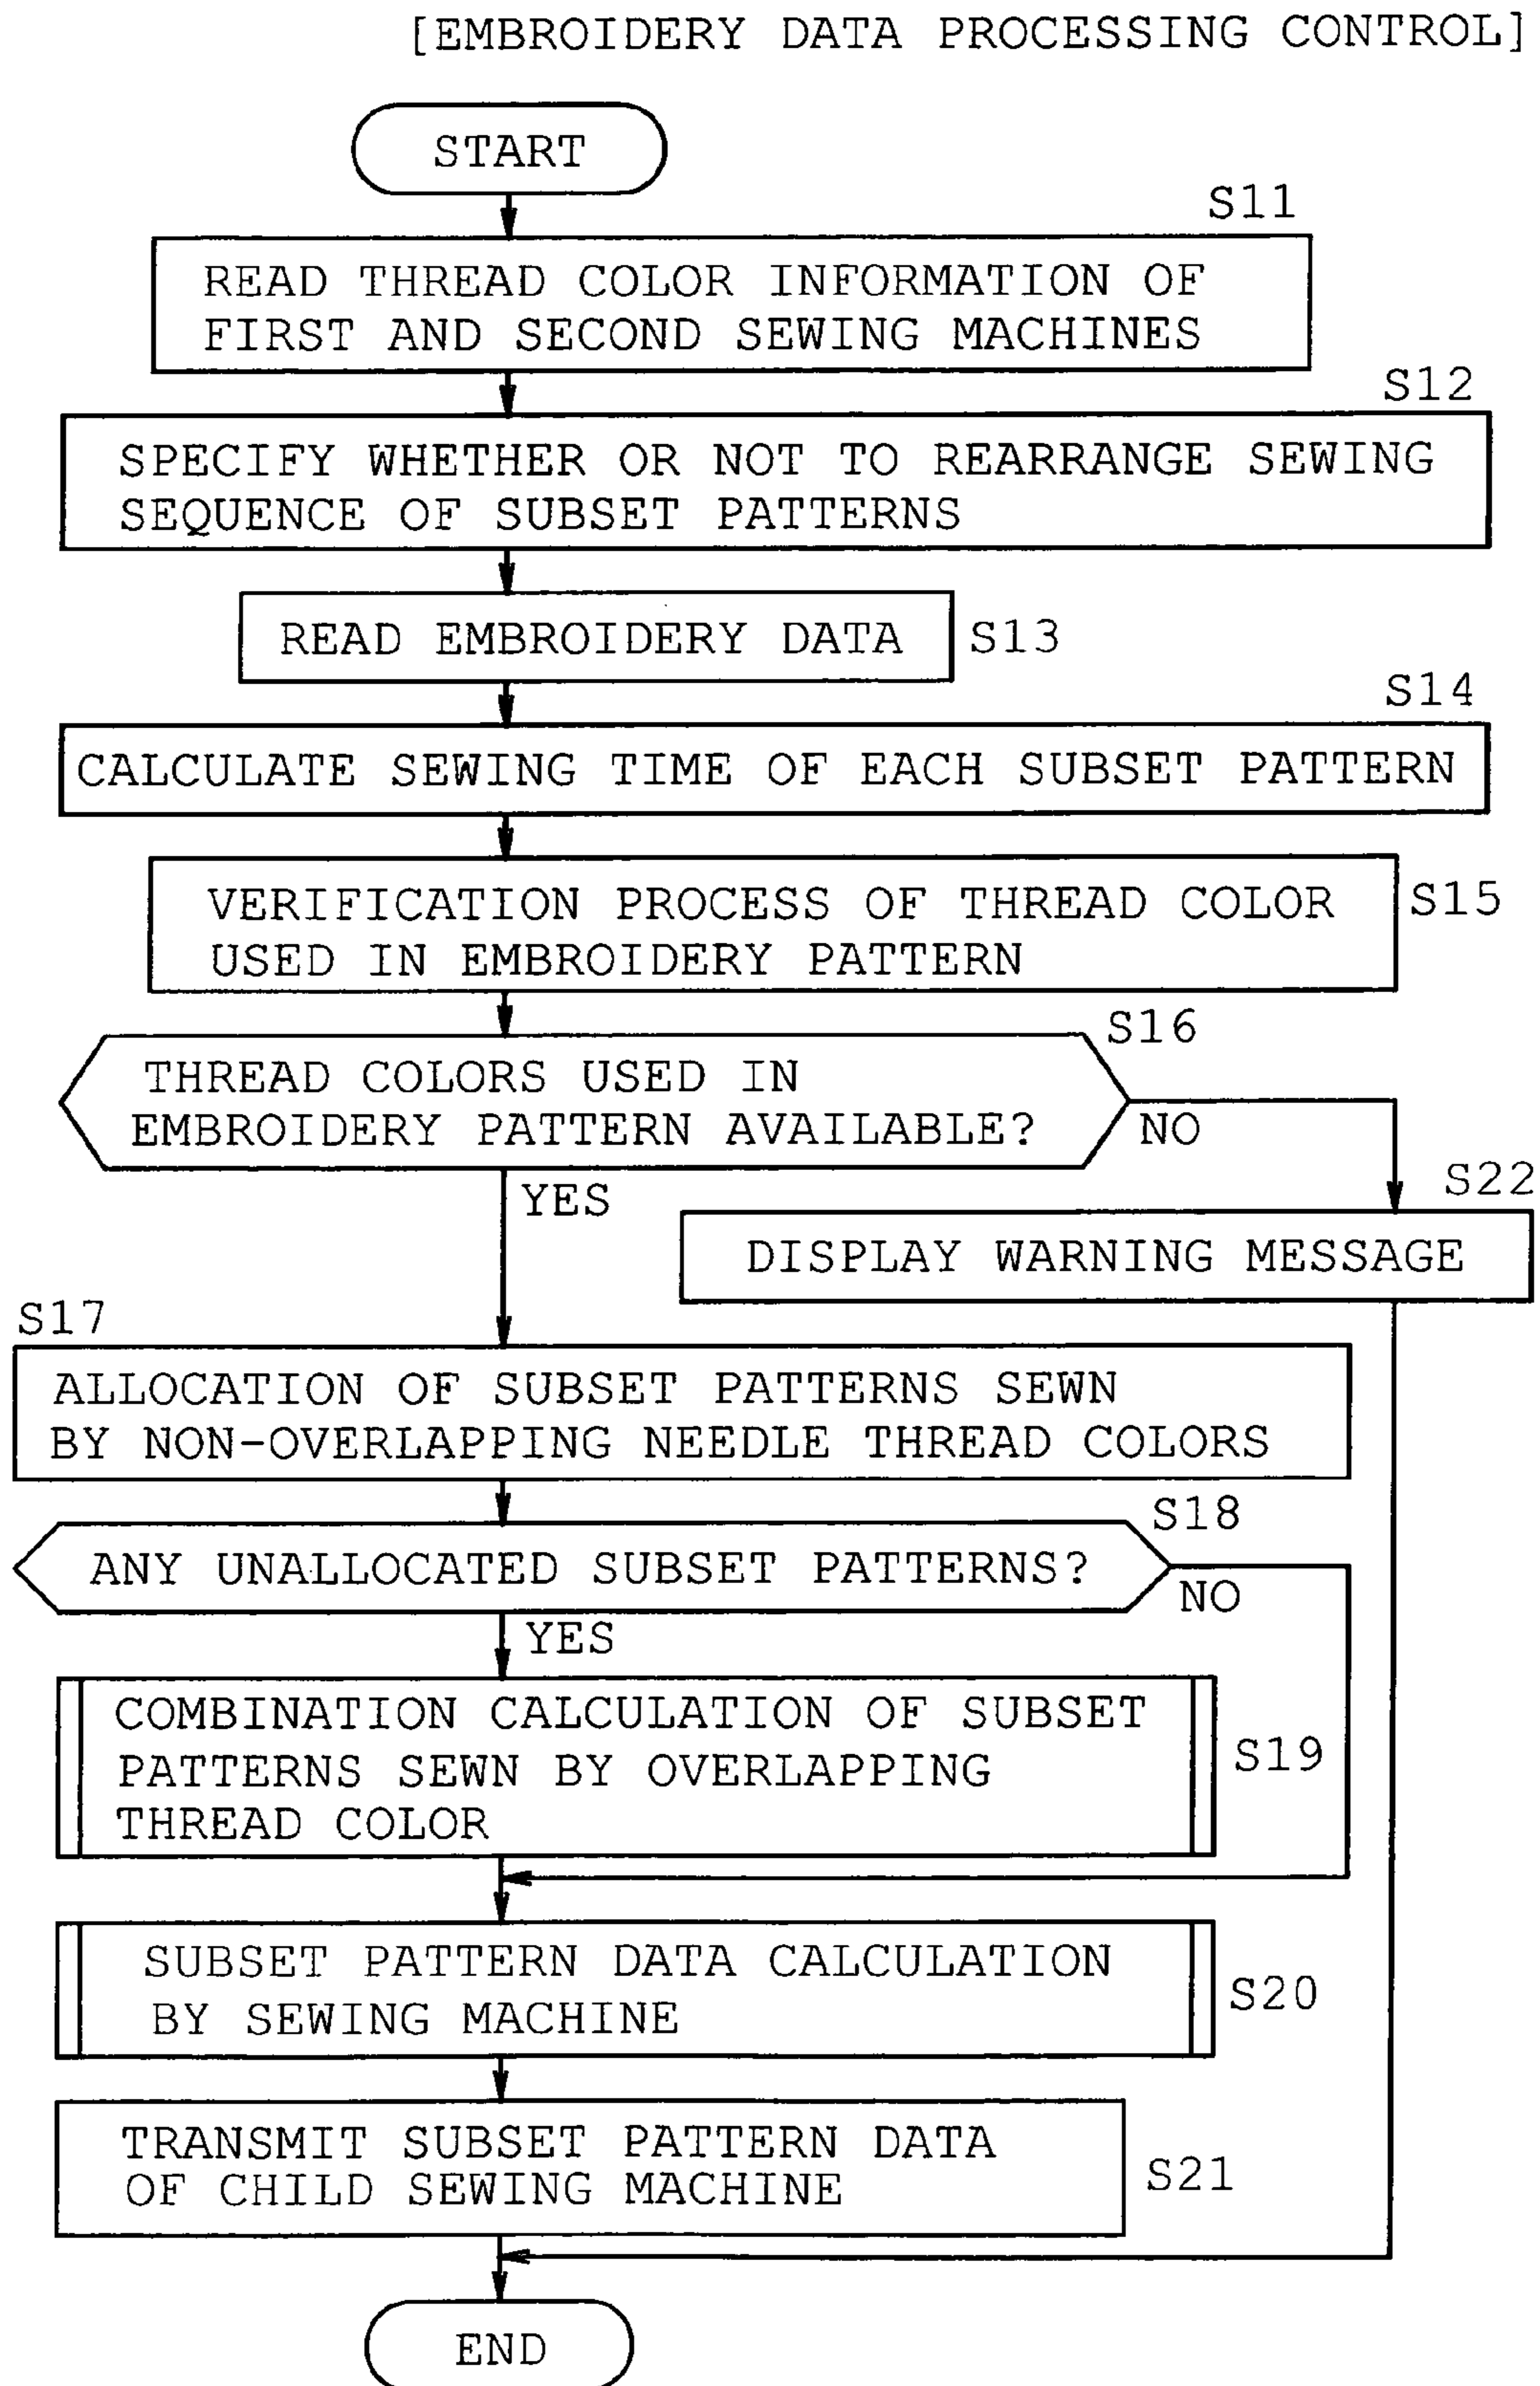 [EMBROIDERY DATA PROCESSING CONTROL]
START
S11
READ THREAD COLOR INFORMATION OF
FIRST AND SECOND SEWING MACHINES
S12
SPECIFY WHETHER OR NOT TO REARRANGE SEWING
SEQUENCE OF SUBSET PATTERNS
READ EMBROIDERY DATA S13
S14
CALCULATE SEWING TIME OF EACH SUBSET PATTERN
VERIFICATION PROCESS OF THREAD COLOR S15
USED IN EMBROIDERY PATTERN
S16
THREAD COLORS USED IN
EMBROIDERY PATTERN AVAILABLE? NO
YES
S22
DISPLAY WARNING MESSAGE
S17
ALLOCATION OF SUBSET PATTERNS SEWN
BY NON-OVERLAPPING NEEDLE THREAD COLORS
S18
ANY UNALLOCATED SUBSET PATTERNS?
NO
YES
COMBINATION CALCULATION OF SUBSET
PATTERNS SEWN BY OVERLAPPING S19
THREAD COLOR
SUBSET PATTERN DATA CALCULATION
BY SEWING MACHINE S20
TRANSMIT SUBSET PATTERN DATA
OF CHILD SEWING MACHINE S21
END